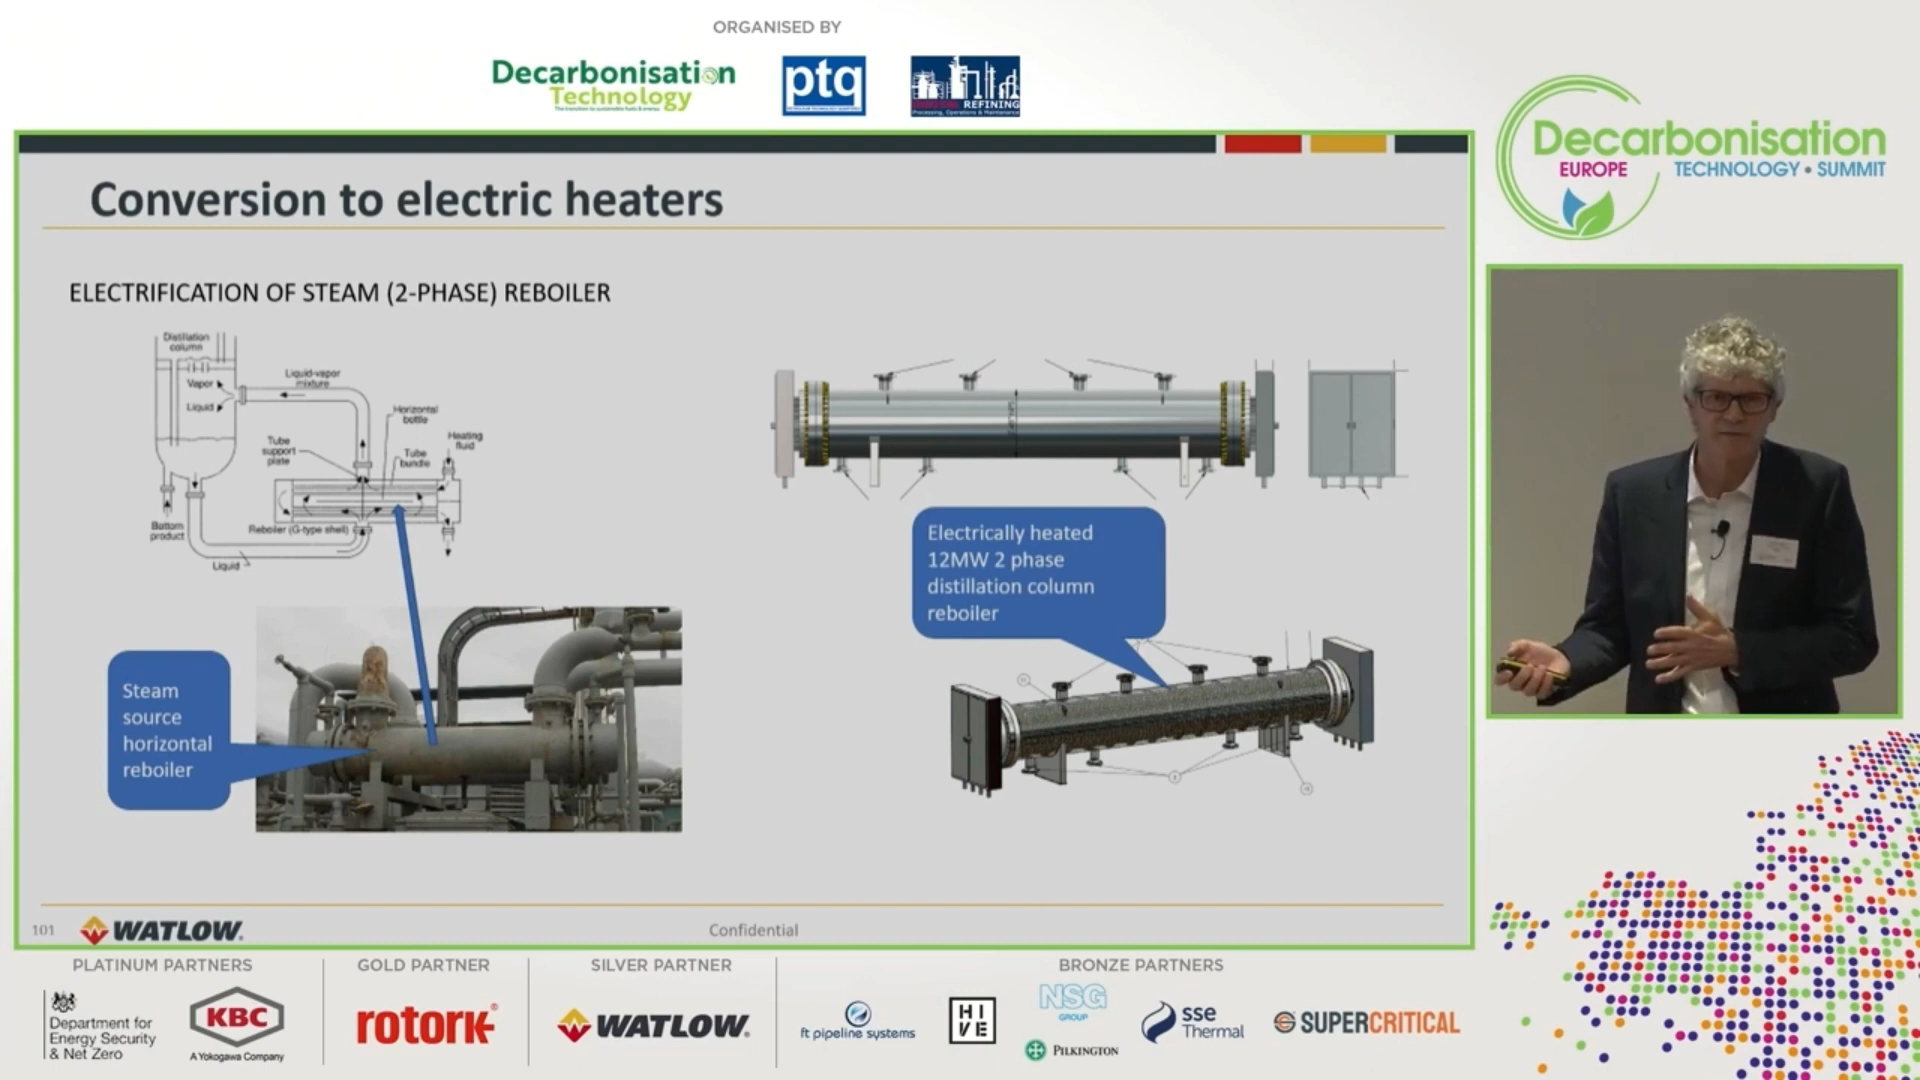 ORGANISED BY
Decarbonisation
Technology
ptq
REFINING
Processing, Operations & Maintenance
Decarbonisation
EUROPE
TECHNOLOGY • SUMMIT
Conversion to electric heaters
ELECTRIFICATION OF STEAM (2-PHASE) REBOILER
Distillation
column
Vapor
Liquid
Liquid-vapor
mixture
Horizontal
bottle
Heating
fluid
Tube
support
plate
Tube
bundle
Bottom
product
Reboiler (G-type shell)
Liquid
Steam
source
horizontal
reboiler
Electrically heated
12MW 2 phase
distillation column
reboiler
101
WATLOW
Confidential
PLATINUM PARTNERS
GOLD PARTNER
SILVER PARTNER
BRONZE PARTNERS
Department for
Energy Security
& Net Zero
KBC
A Yokogawa Company
rotork®
WATLOW®
ft pipeline systems
HI
VE
NSG
GROUP
PILKINGTON
sse
Thermal
SUPERCRITICAL